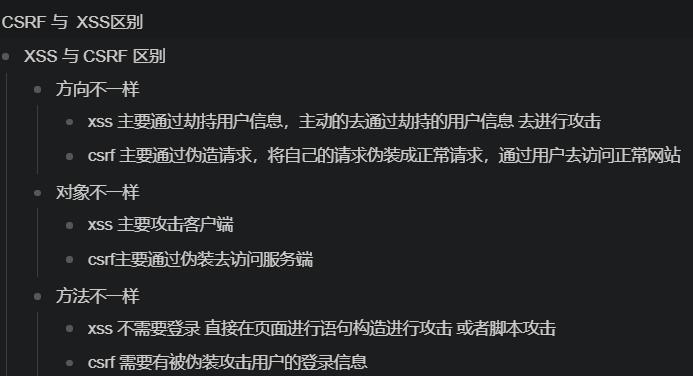 CSRF 与  XSS区别
XSS 与 CSRF 区别
方向不一样
xss 主要通过劫持用户信息，主动的去通过劫持的用户信息 去进行攻击
csrf 主要通过伪造请求，将自己的请求伪装成正常请求，通过用户去访问正常网站
对象不一样
xss 主要攻击客户端
csrf主要通过伪装去访问服务端
方法不一样
xss 不需要登录 直接在页面进行语句构造进行攻击 或者脚本攻击
csrf 需要有被伪装攻击用户的登录信息